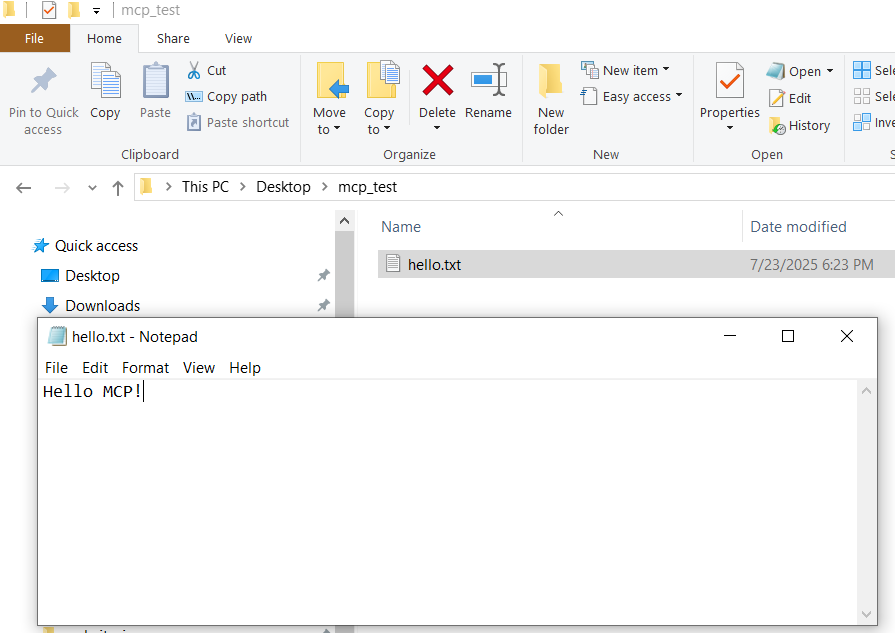 mcp_test
File Home Share View
Pin to Quick access
Copy
Paste
Cut
Copy path
Paste shortcut
Clipboard
Move to
Copy to
Delete
Rename
Organize
New folder
New item
Easy access
New
Properties
Open
Edit
History
Open
This PC > Desktop > mcp_test
Quick access
Desktop
Downloads
Name Date modified
hello.txt 7/23/2025 6:23 PM
hello.txt - Notepad
File Edit Format View Help
Hello MCP!